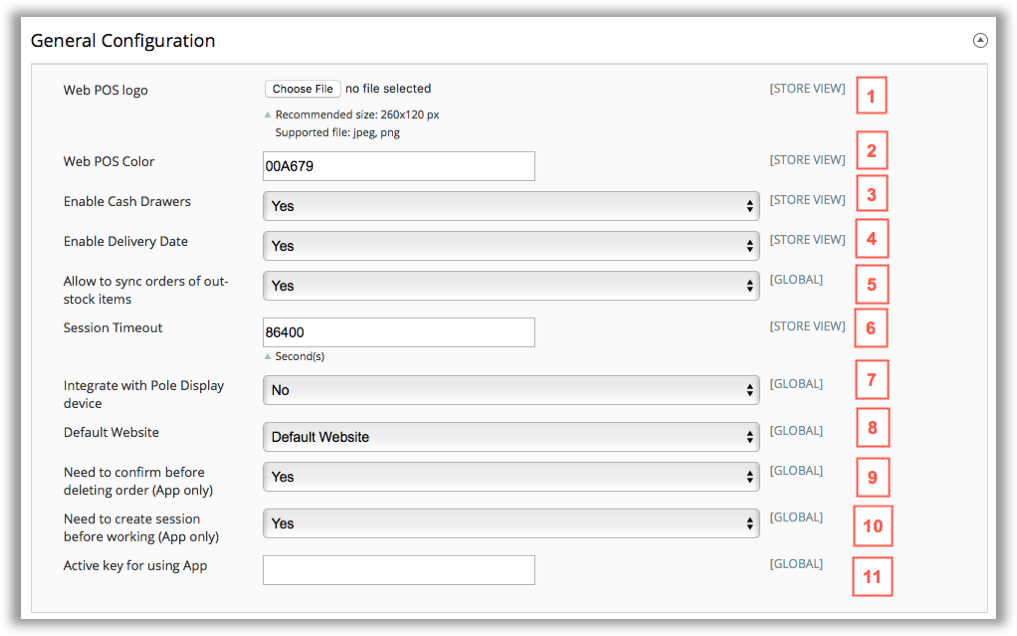 General Configuration
Web POS logo Choose File no file selected [STORE VIEW] 1
Recommended size: 260x120 px
Supported file: jpeg, png
Web POS Color 00A679 [STORE VIEW] 2
Enable Cash Drawers Yes [STORE VIEW] 3
Enable Delivery Date Yes [STORE VIEW] 4
Allow to sync orders of out-
stock items Yes [GLOBAL] 5
Session Timeout 86400 [STORE VIEW] 6
Second(s)
Integrate with Pole Display
device No [GLOBAL] 7
Default Website Default Website [GLOBAL] 8
Need to confirm before
deleting order (App only) Yes [GLOBAL] 9
Need to create session
before working (App only) Yes [GLOBAL] 10
Active key for using App [GLOBAL] 11